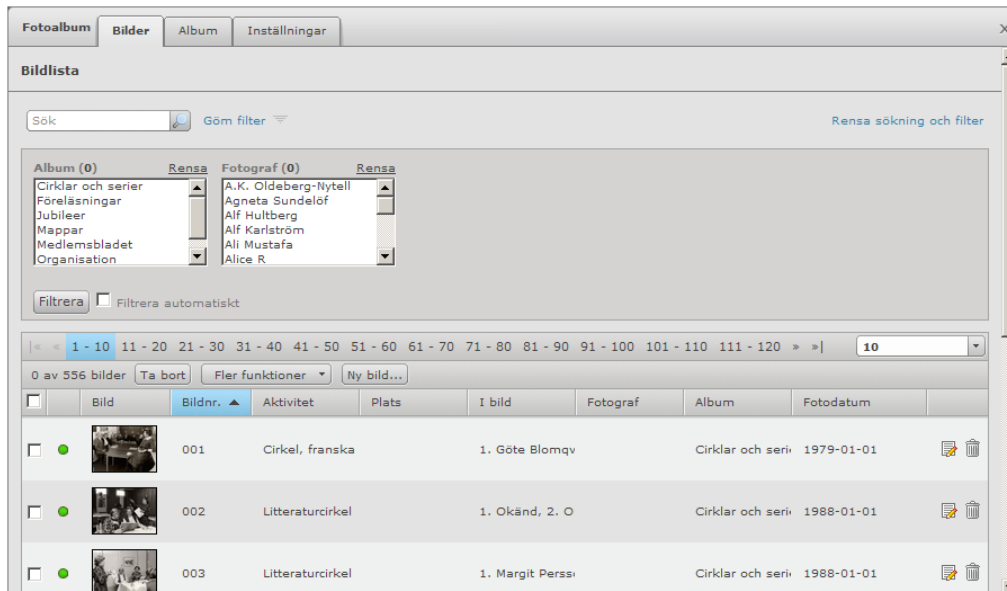 Fotoalbum Bilder Album Inställningar x
Bildlista
Sök Göm filter Rensa sökning och filter
Album (0) Rensa Fotograf (0) Rensa
Cirklar och serier A.K. Oldeberg-Nytell
Föreläsningar Agneta Sundelöf
Jubileer Alf Hultberg
Mappar Alf Karlström
Medlemsbladet Ali Mustafa
Organisation Alice R
Filtrera Filtrera automatiskt
|« « 1 - 10 11 - 20 21 - 30 31 - 40 41 - 50 51 - 60 61 - 70 71 - 80 81 - 90 91 - 100 101 - 110 111 - 120 » »| 10
0 av 556 bilder Ta bort Fler funktioner Ny bild...
Bild Bildnr. Aktivitet Plats I bild Fotograf Album Fotodatum
001 Cirkel, franska 1. Göte Blomqv Cirklar och seri 1979-01-01
002 Litteraturcirkel 1. Okänd, 2. O Cirklar och seri 1988-01-01
003 Litteraturcirkel 1. Margit Perss Cirklar och seri 1988-01-01